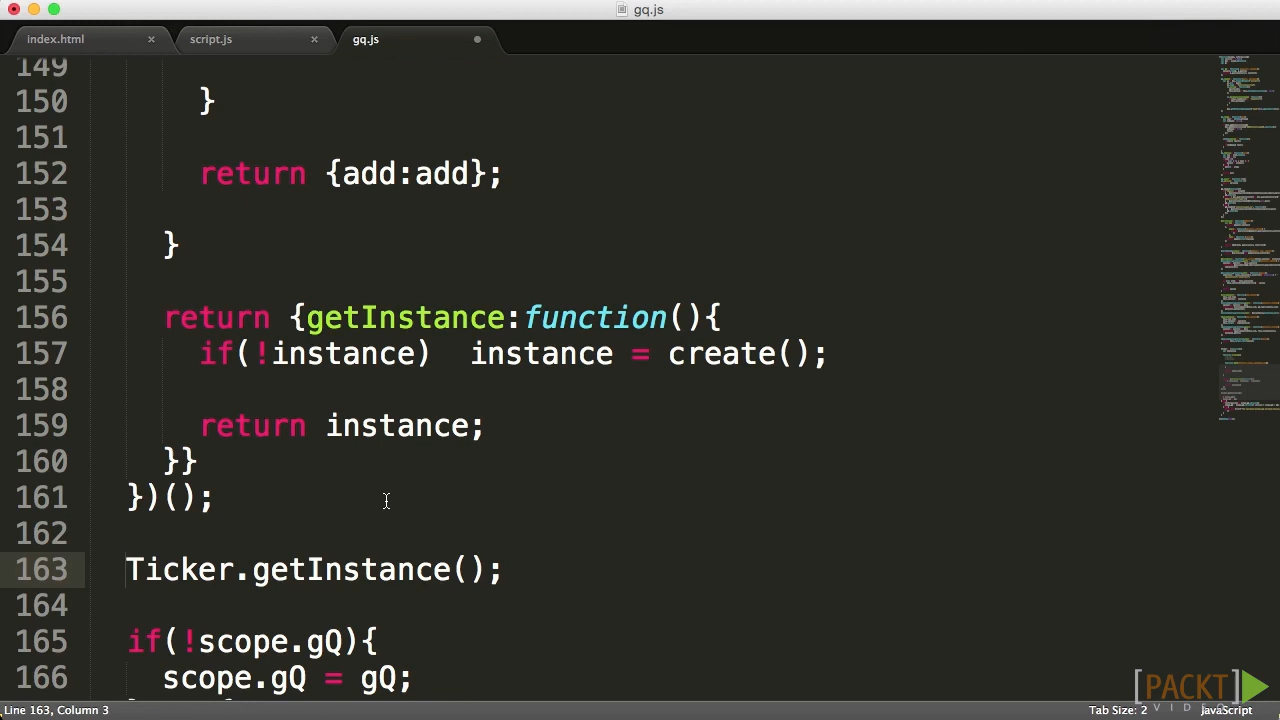 gq.js
index.html × script.js × gq.js
149
150 }
151
152 return {add:add};
153
154 }
155
156 return {getInstance:function(){
157 if(!instance) instance = create();
158
159 return instance;
160 }}
161 })();
162
163 Ticker.getInstance();
164
165 if(!scope.gQ){
166 scope.gQ = gQ;
[PACKT]
VIDEO
Line 163, Column 3 Tab Size: 2 JavaScript